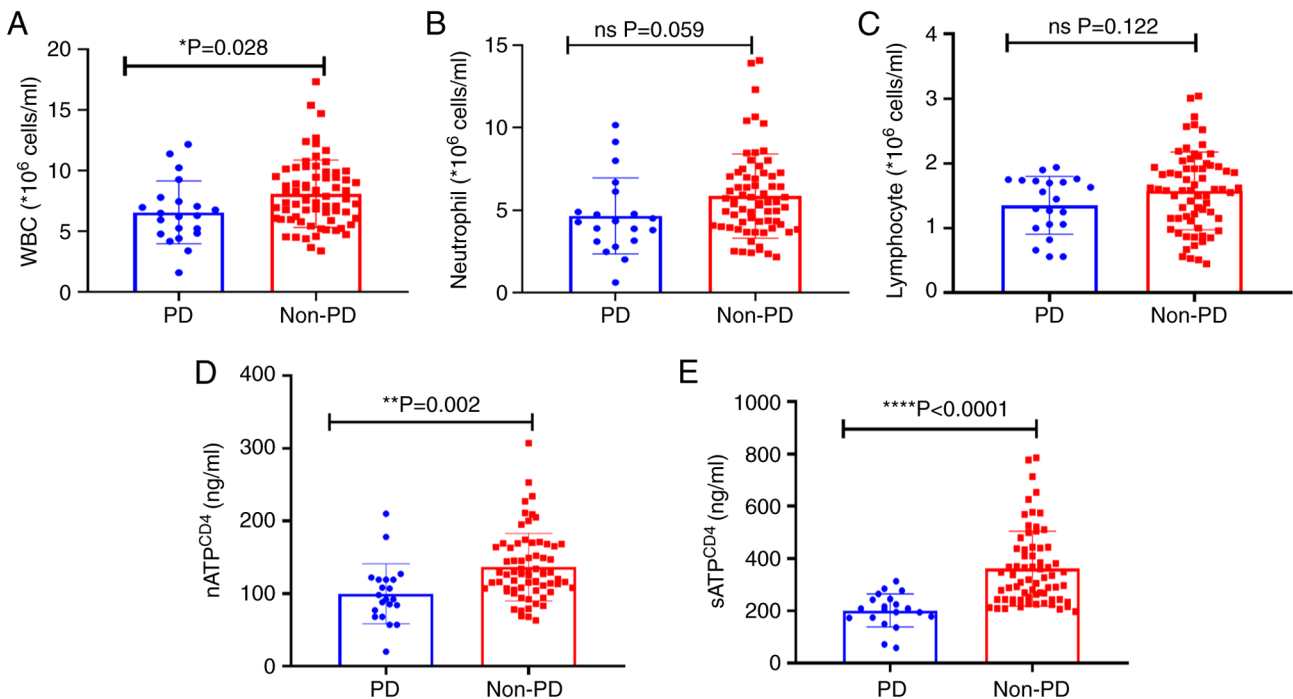 A
WBC (*10⁶ cells/ml)
20
15
10
5
0
*P=0.028
PD
Non-PD
B
Neutrophil (*10⁶ cells/ml)
15
10
5
0
ns P=0.059
PD
Non-PD
C
Lymphocyte (*10⁶ cells/ml)
4
3
2
1
0
ns P=0.122
PD
Non-PD
D
nATP^CD4 (ng/ml)
400
300
200
100
0
**P=0.002
PD
Non-PD
E
sATP^CD4 (ng/ml)
1000
800
600
400
200
0
****P<0.0001
PD
Non-PD